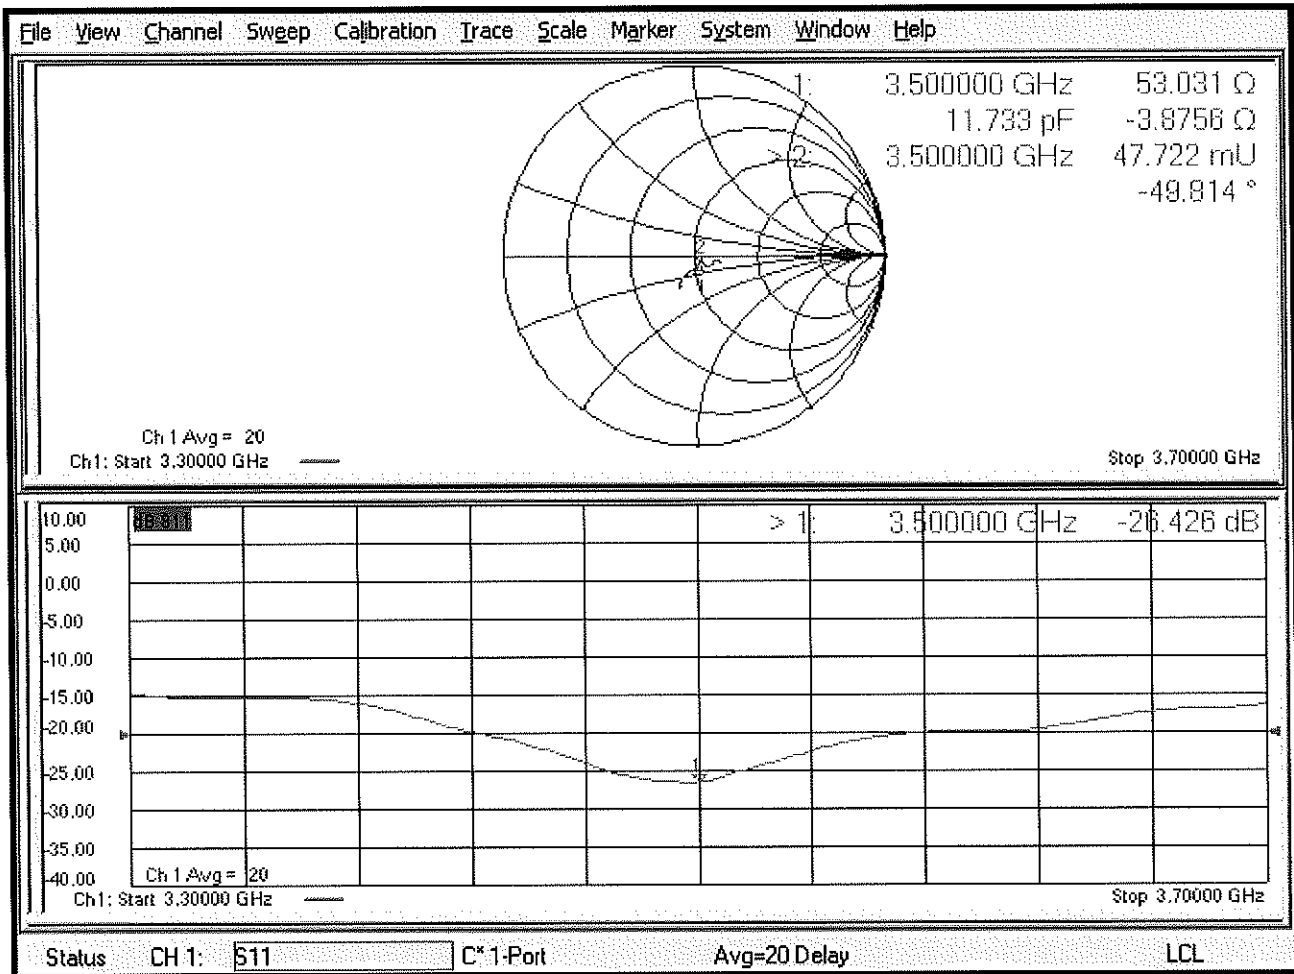 File View Channel Sweep Calibration Trace Scale Marker System Window Help
1: 3.500000 GHz 53.031 Ω
11.733 pF -3.8756 Ω
> 2: 3.500000 GHz 47.722 mU
-49.814 °
2
1
Ch 1 Avg = 20
Ch1: Start 3.30000 GHz Stop 3.70000 GHz
10.00 dB S11 > 1: 3.500000 GHz -26.426 dB
5.00
0.00
-5.00
-10.00
-15.00
-20.00
-25.00 1
-30.00
-35.00
-40.00 Ch 1 Avg = 20
Ch1: Start 3.30000 GHz Stop 3.70000 GHz
Status CH 1: S11 C* 1-Port Avg=20 Delay LCL